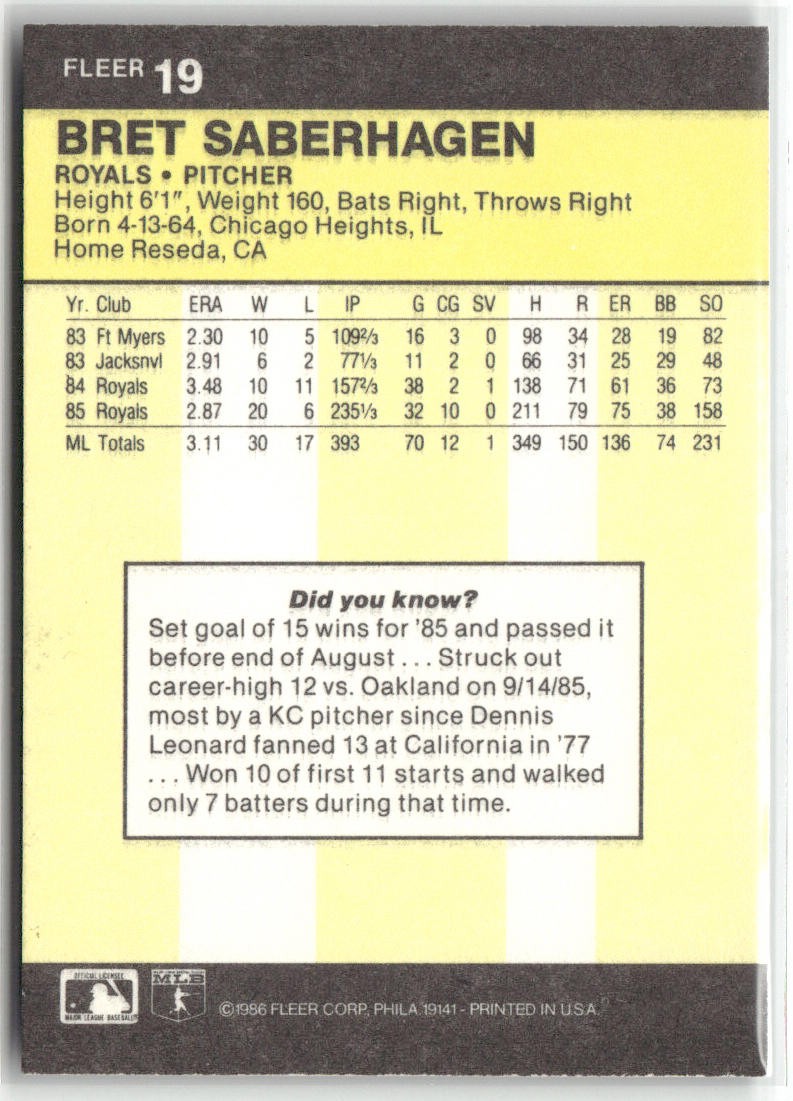 FLEER 19
BRET SABERHAGEN
ROYALS • PITCHER
Height 6'1", Weight 160, Bats Right, Throws Right
Born 4-13-64, Chicago Heights, IL
Home Reseda, CA
Yr. Club ERA W L IP G CG SV H R ER BB SO
83 Ft Myers 2.30 10 5 109⅔ 16 3 0 98 34 28 19 82
83 Jacksnvl 2.91 6 2 77⅓ 11 2 0 66 31 25 29 48
84 Royals 3.48 10 11 157⅔ 38 2 1 138 71 61 36 73
85 Royals 2.87 20 6 235⅓ 32 10 0 211 79 75 38 158
ML Totals 3.11 30 17 393 70 12 1 349 150 136 74 231
Did you know?
Set goal of 15 wins for '85 and passed it
before end of August ... Struck out
career-high 12 vs. Oakland on 9/14/85,
most by a KC pitcher since Dennis
Leonard fanned 13 at California in '77
... Won 10 of first 11 starts and walked
only 7 batters during that time.
OFFICIAL LICENSEE
MAJOR LEAGUE BASEBALL
MLB
©1986 FLEER CORP, PHILA 19141 - PRINTED IN U.S.A.